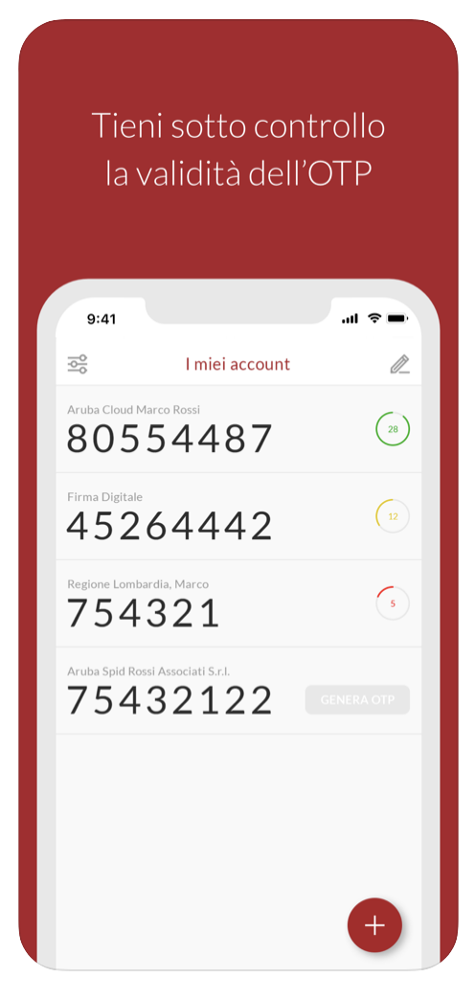 Tieni sotto controllo
la validità dell’OTP
9:41
I miei account
Aruba Cloud Marco Rossi
80554487
28
Firma Digitale
45264442
12
Regione Lombardia, Marco
754321
5
Aruba Spid Rossi Associati S.r.l.
75432122
GENERA OTP